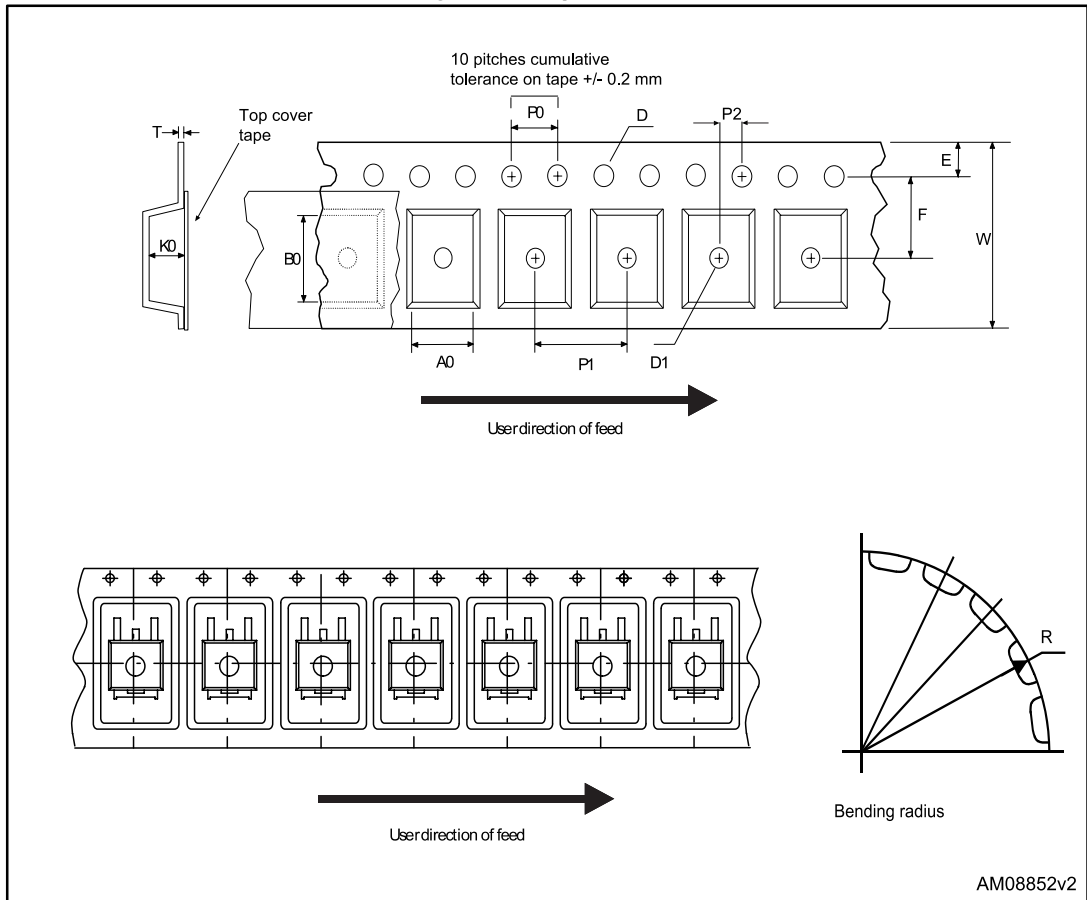 10 pitches cumulative
tolerance on tape +/- 0.2 mm
P0
D
P2
T
Top cover
tape
E
F
W
K0
B0
A0
P1
D1
User direction of feed
R
Bending radius
User direction of feed
AM08852v2